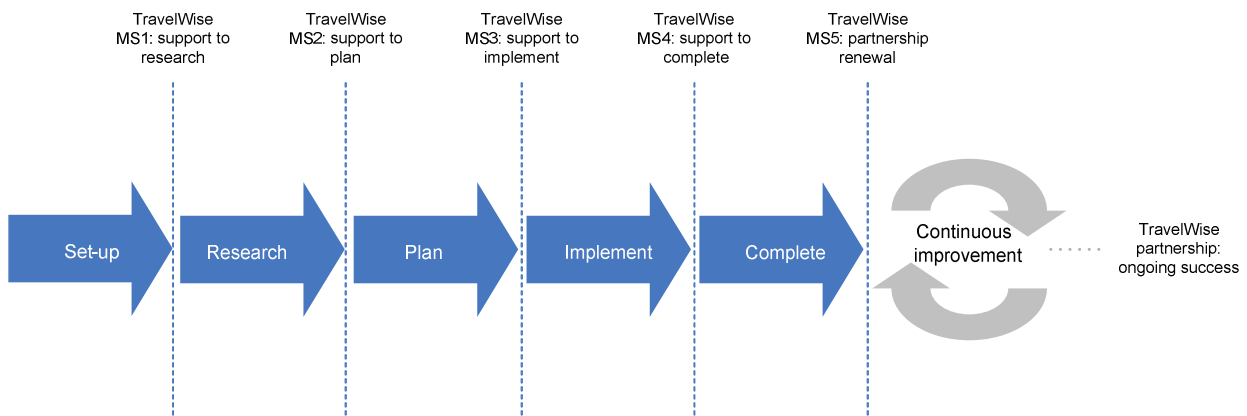 TravelWise
MS1: support to
research
TravelWise
MS2: support to
plan
TravelWise
MS3: support to
implement
TravelWise
MS4: support to
complete
TravelWise
MS5: partnership
renewal
Set-up
Research
Plan
Implement
Complete
Continuous
improvement
TravelWise
partnership:
ongoing success